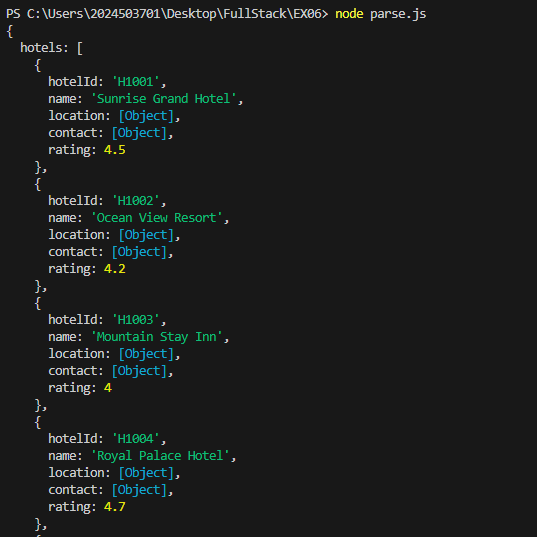 PS C:\Users\2024503701\Desktop\FullStack\EX06> node parse.js
{
  hotels: [
    {
      hotelId: 'H1001',
      name: 'Sunrise Grand Hotel',
      location: [Object],
      contact: [Object],
      rating: 4.5
    },
    {
      hotelId: 'H1002',
      name: 'Ocean View Resort',
      location: [Object],
      contact: [Object],
      rating: 4.2
    },
    {
      hotelId: 'H1003',
      name: 'Mountain Stay Inn',
      location: [Object],
      contact: [Object],
      rating: 4
    },
    {
      hotelId: 'H1004',
      name: 'Royal Palace Hotel',
      location: [Object],
      contact: [Object],
      rating: 4.7
    },
    {